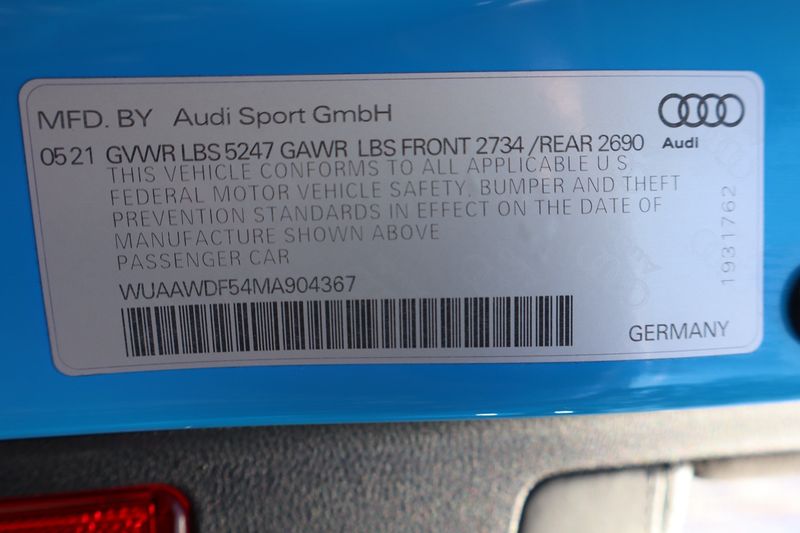 MFD. BY Audi Sport GmbH
Audi
05 21 GVWR LBS 5247 GAWR LBS FRONT 2734 /REAR 2690
THIS VEHICLE CONFORMS TO ALL APPLICABLE U S
FEDERAL MOTOR VEHICLE SAFETY, BUMPER AND THEFT
PREVENTION STANDARDS IN EFFECT ON THE DATE OF
MANUFACTURE SHOWN ABOVE
PASSENGER CAR
WUAAWDF54MA904367
1931762
GERMANY